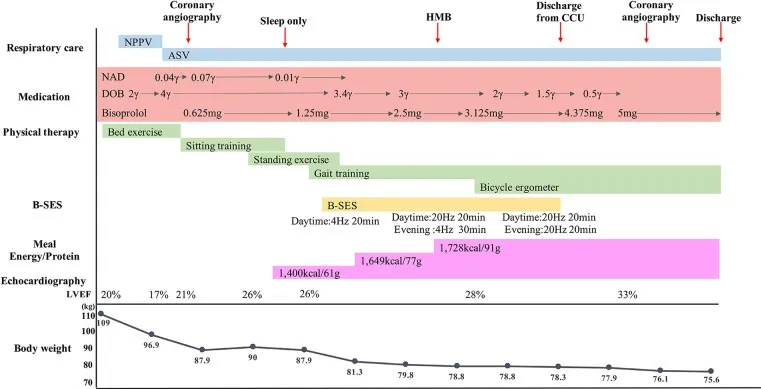 Coronary
angiography
Sleep only
HMB
Discharge
from CCU
Coronary
angiography
Discharge
Respiratory care
NPPV
ASV
NAD 0.04γ 0.07γ 0.01γ
Medication
DOB 2γ 4γ 3.4γ 3γ 2γ 1.5γ 0.5γ
Bisoprolol 0.625mg 1.25mg 2.5mg 3.125mg 4.375mg 5mg
Physical therapy
Bed exercise
Sitting training
Standing exercise
Gait training
Bicycle ergometer
B-SES
B-SES
Daytime:4Hz 20min
Daytime:20Hz 20min
Evening :4Hz 30min
Daytime:20Hz 20min
Evening:20Hz 20min
Meal
Energy/Protein
1,728kcal/91g
1,649kcal/77g
1,400kcal/61g
Echocardiography
LVEF 20% 17% 21% 26% 26% 28% 33%
(kg)
110
100
90
80
70
Body weight
109 96.9 87.9 90 87.9 81.3 79.8 78.8 78.8 78.3 77.9 76.1 75.6